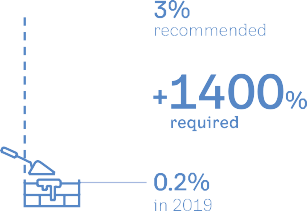 3%
recommended
+1400%
required
0.2%
in 2019